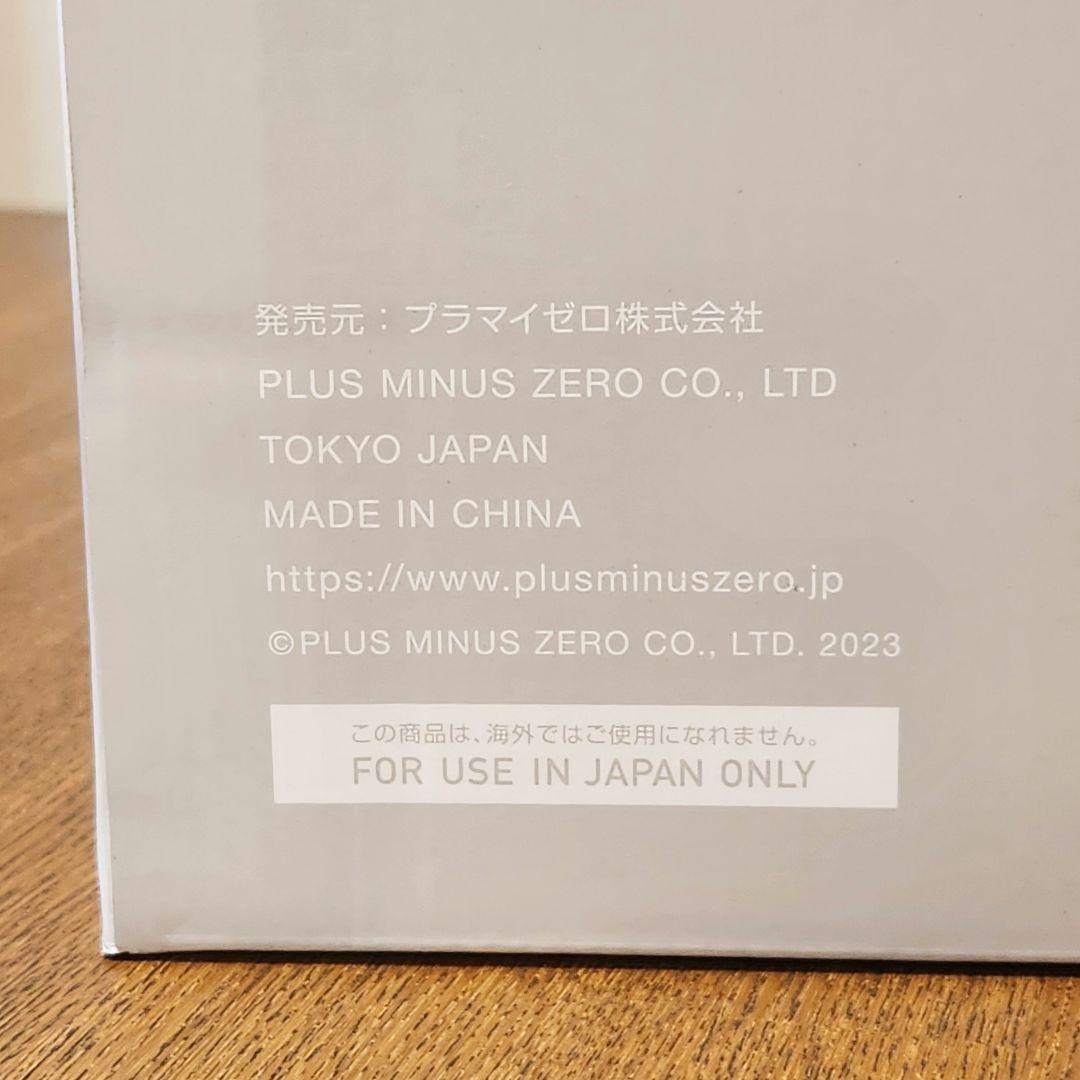 発売元：プラマイゼロ株式会社
PLUS MINUS ZERO CO., LTD
TOKYO JAPAN
MADE IN CHINA
https://www.plusminuszero.jp
©PLUS MINUS ZERO CO., LTD. 2023
この商品は、海外ではご使用になれません。
FOR USE IN JAPAN ONLY